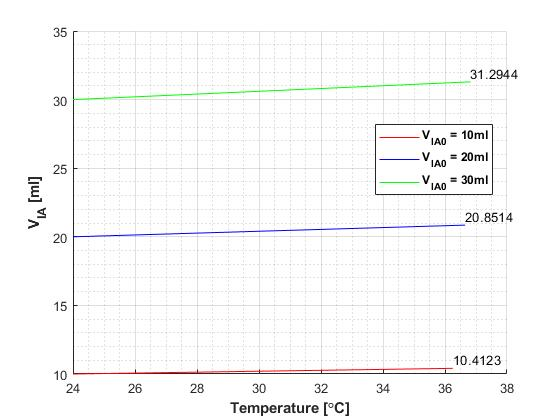 35
31.2944
30
V_IA0 = 10ml
V_IA0 = 20ml
V_IA0 = 30ml
25
V_IA [ml]
20.8514
20
15
10.4123
10
24 26 28 30 32 34 36 38
Temperature [°C]